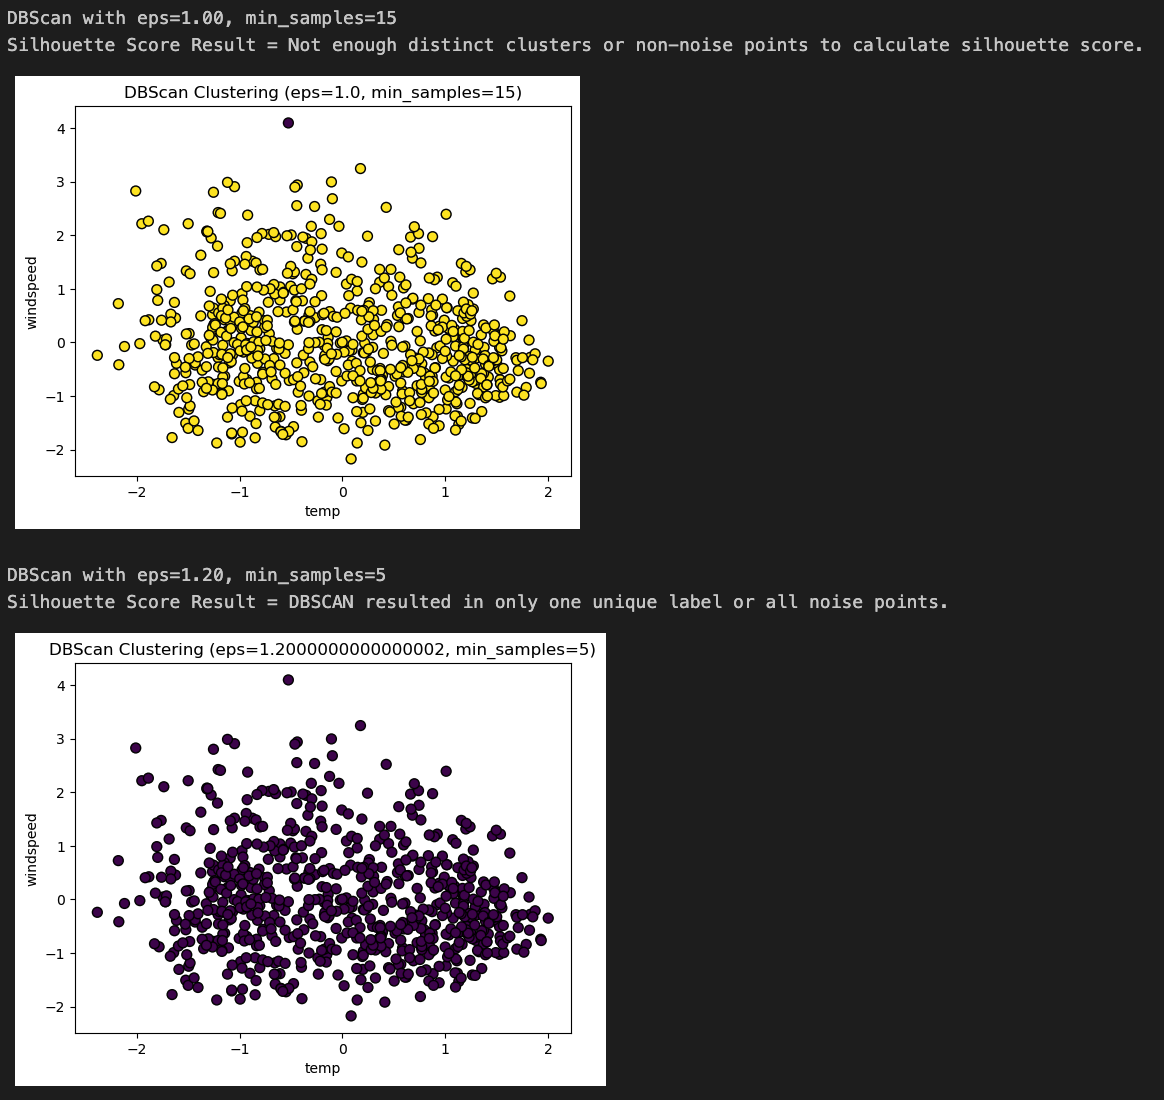 DBScan with eps=1.00, min_samples=15
Silhouette Score Result = Not enough distinct clusters or non-noise points to calculate silhouette score.
DBScan Clustering (eps=1.0, min_samples=15)
4
3
2
1
0
−1
−2
windspeed
−2 −1 0 1 2
temp
DBScan with eps=1.20, min_samples=5
Silhouette Score Result = DBSCAN resulted in only one unique label or all noise points.
DBScan Clustering (eps=1.2000000000000002, min_samples=5)
4
3
2
1
0
−1
−2
windspeed
−2 −1 0 1 2
temp